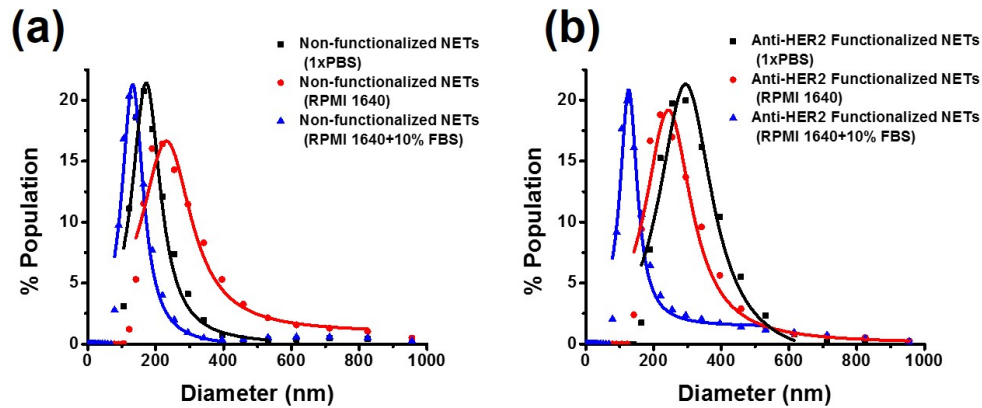 (a)
Non-functionalized NETs
(1xPBS)
Non-functionalized NETs
(RPMI 1640)
Non-functionalized NETs
(RPMI 1640+10% FBS)
% Population
20
15
10
5
0
0 200 400 600 800 1000
Diameter (nm)
(b)
Anti-HER2 Functionalized NETs
(1xPBS)
Anti-HER2 Functionalized NETs
(RPMI 1640)
Anti-HER2 Functionalized NETs
(RPMI 1640+10% FBS)
% Population
20
15
10
5
0
0 200 400 600 800 1000
Diameter (nm)